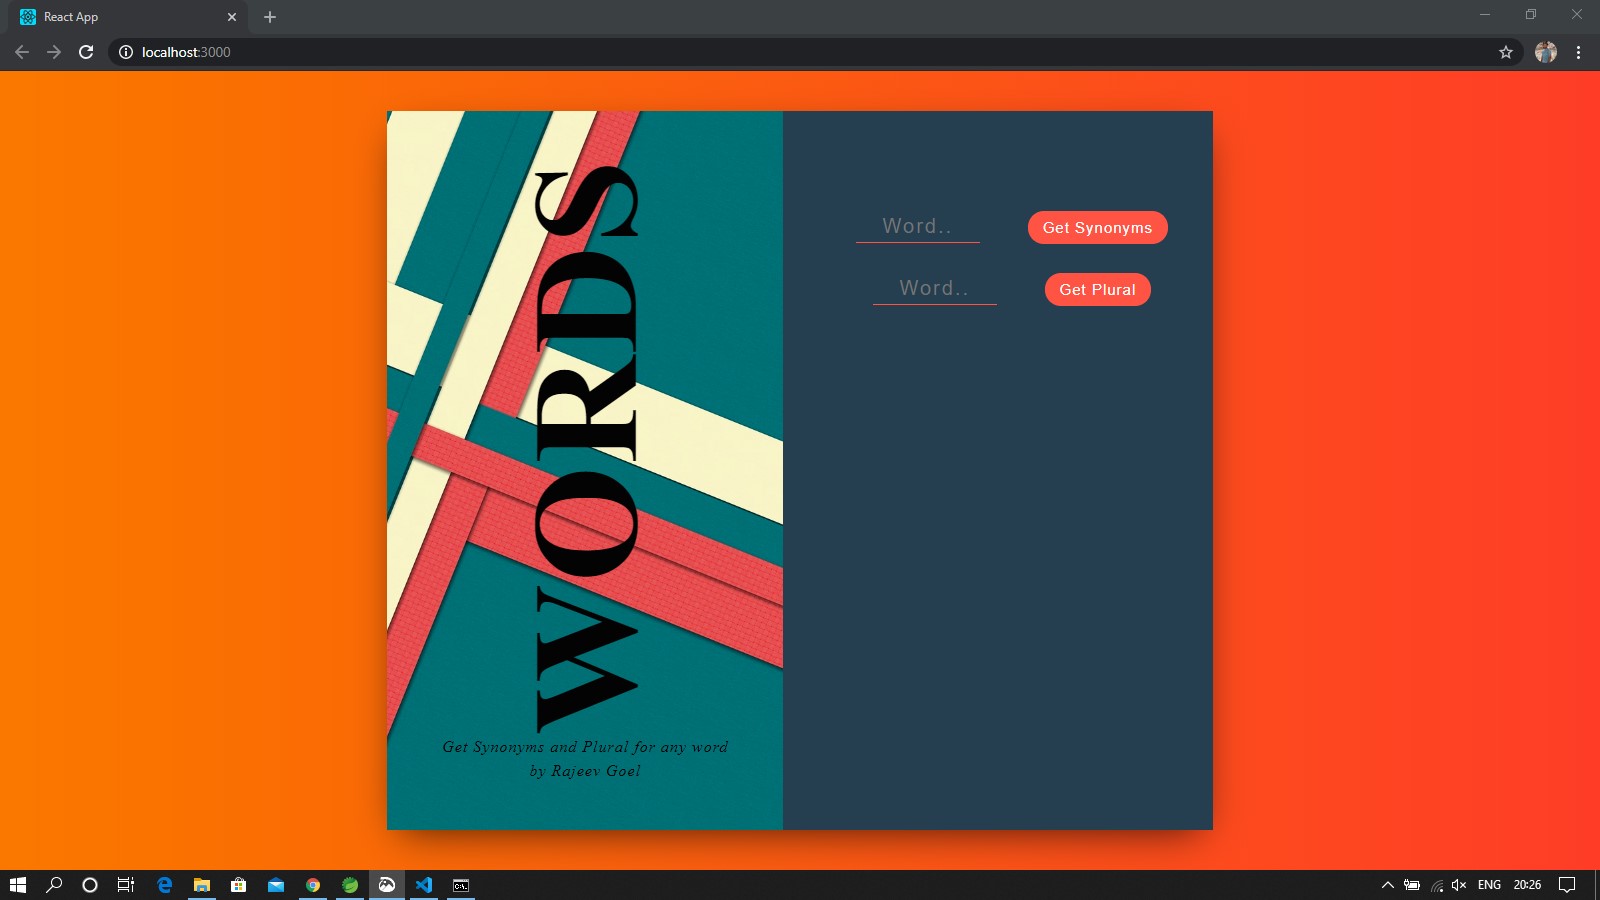 React App
localhost:3000
WORDS
Get Synonyms and Plural for any word
by Rajeev Goel
Word..
Get Synonyms
Word..
Get Plural
ENG
20:26